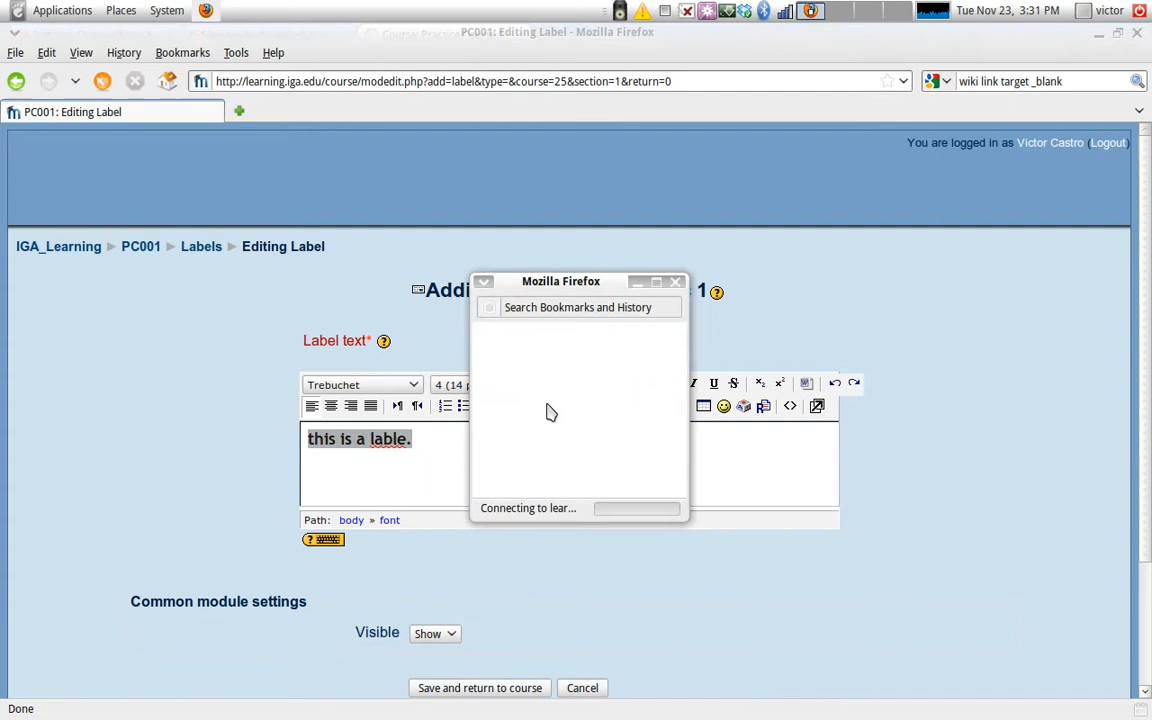 Applications Places System Tue Nov 23, 3:31 PM victor
PC001: Editing Label - Mozilla Firefox
File Edit View History Bookmarks Tools Help
http://learning.iga.edu/course/modedit.php?add=label&type=&course=25&section=1&return=0 wiki link target _blank
PC001: Editing Label
You are logged in as Victor Castro (Logout)
IGA_Learning ► PC001 ► Labels ► Editing Label
Mozilla Firefox
Addi 1
Search Bookmarks and History
Label text*
Trebuchet 4 (14 p
this is a lable.
Connecting to lear...
Path: body » font
Common module settings
Visible Show
Save and return to course Cancel
Done